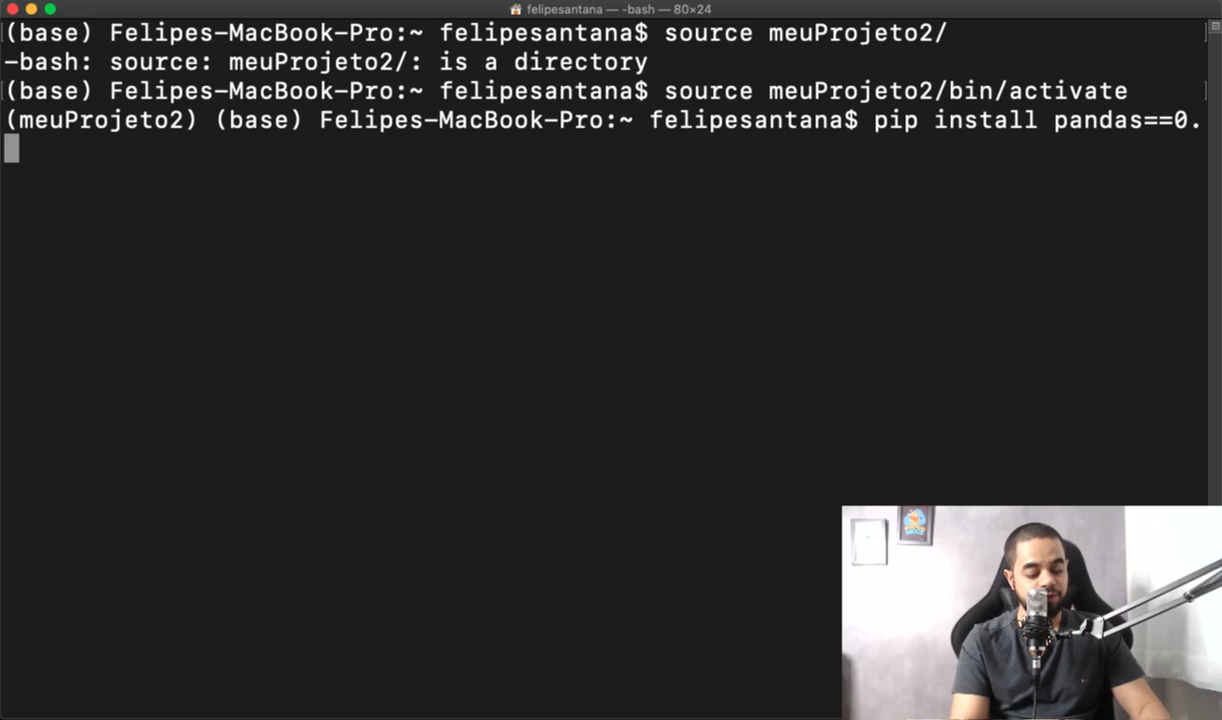 felipesantana — -bash — 80×24
(base) Felipes-MacBook-Pro:~ felipesantana$ source meuProjeto2/
-bash: source: meuProjeto2/: is a directory
(base) Felipes-MacBook-Pro:~ felipesantana$ source meuProjeto2/bin/activate
(meuProjeto2) (base) Felipes-MacBook-Pro:~ felipesantana$ pip install pandas==0.